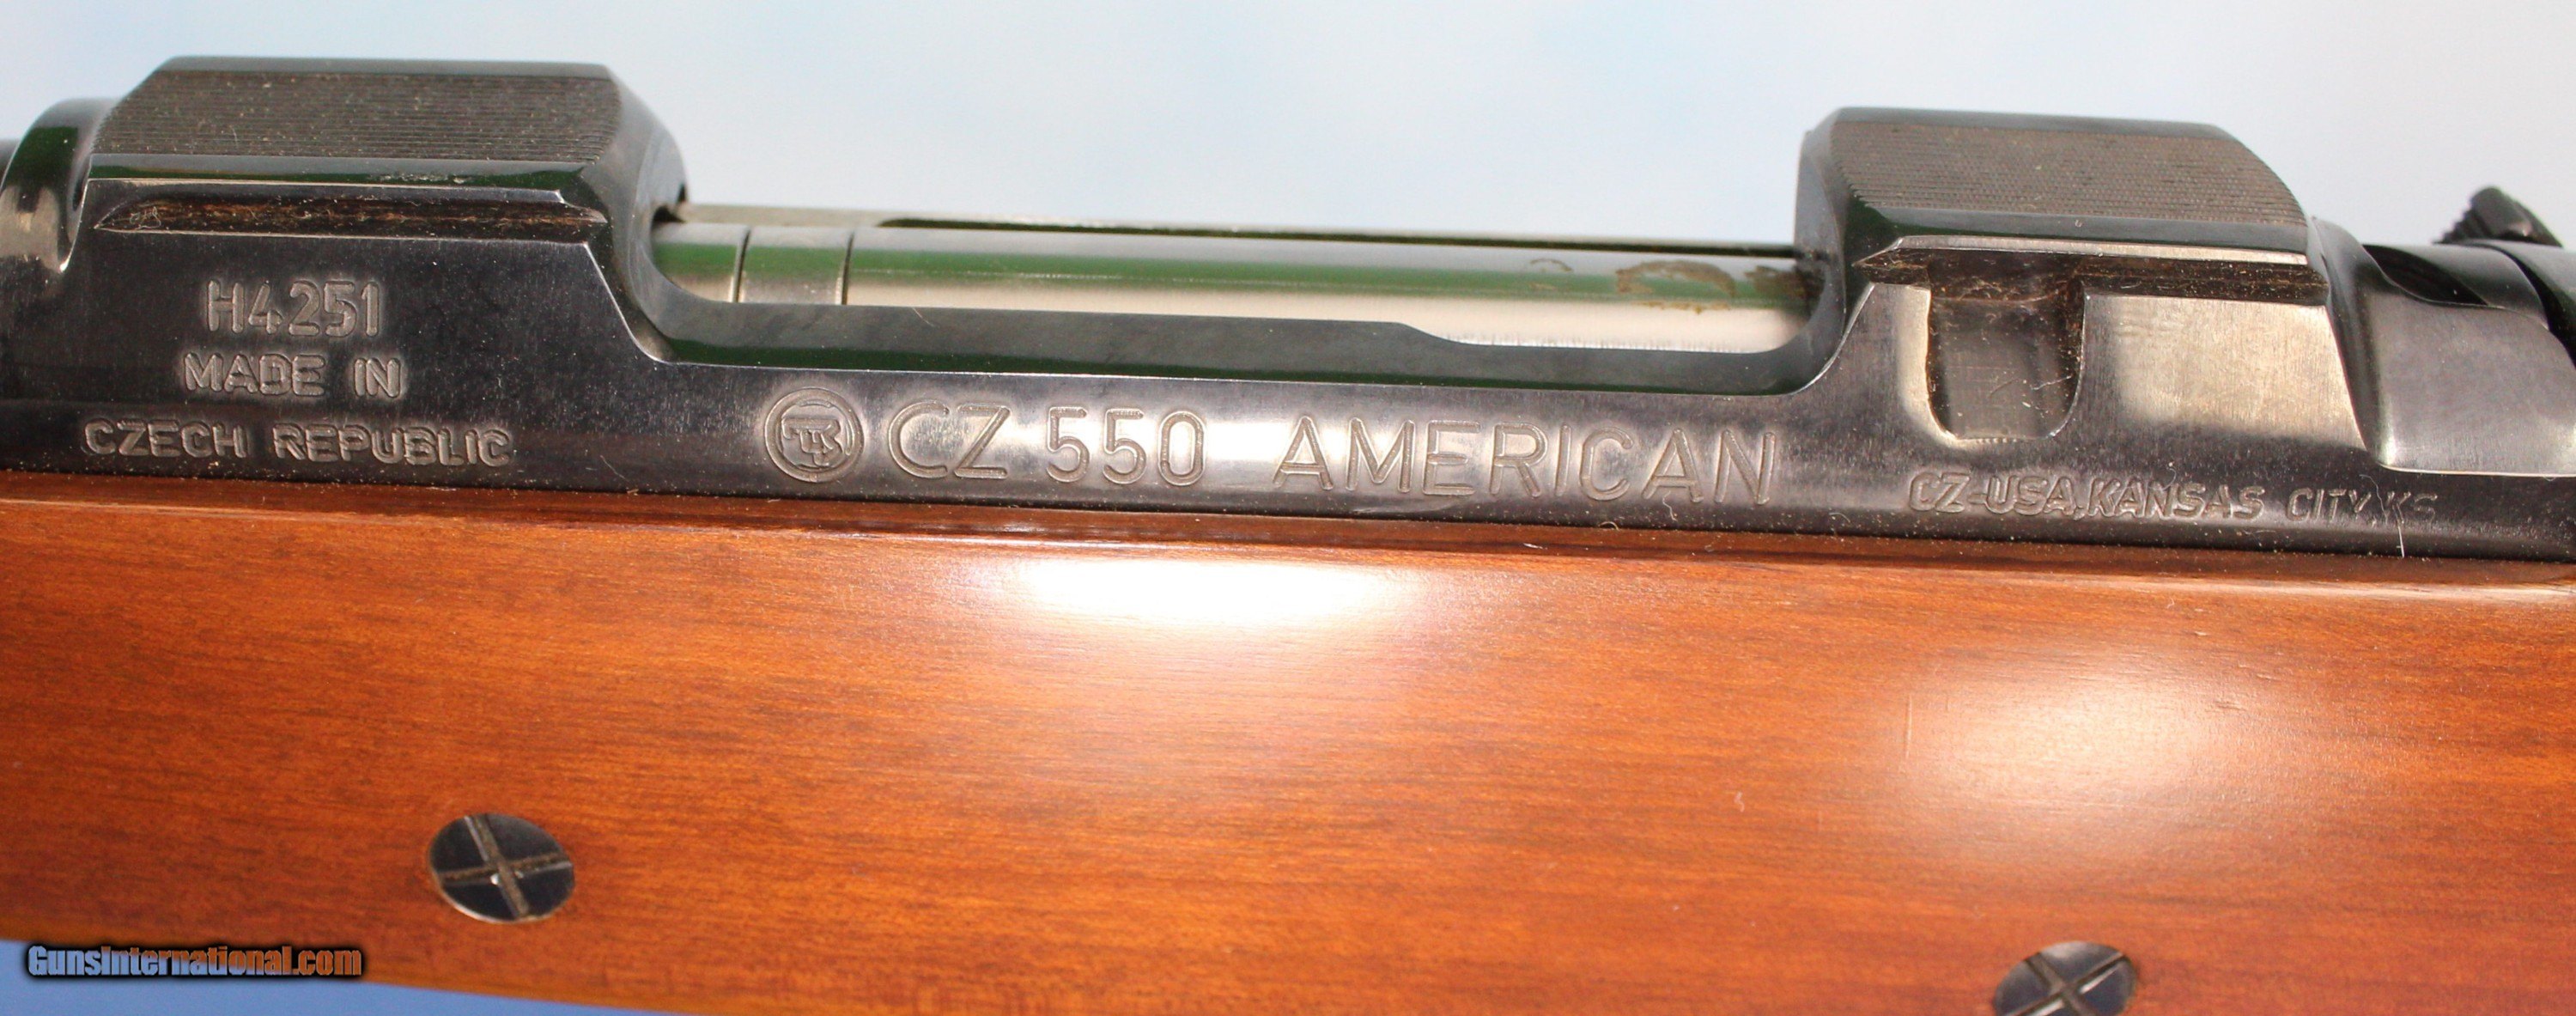 H4251
MADE IN
CZECH REPUBLIC
CZ 550 AMERICAN
CZ-USA, KANSAS CITY, KS
GunsInternational.com